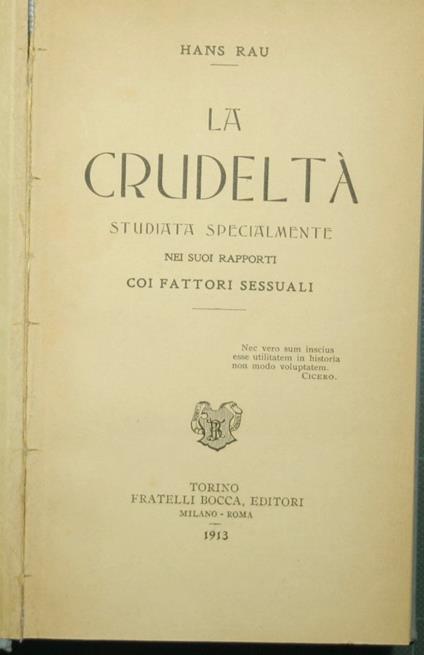 HANS RAU
LA
CRUDELTÀ
STUDIATA SPECIALMENTE
NEI SUOI RAPPORTI
COI FATTORI SESSUALI
Nec vero sum inscius
esse utilitatem in historia
non modo voluptatem.
CICERO.
TORINO
FRATELLI BOCCA, EDITORI
MILANO - ROMA
1913